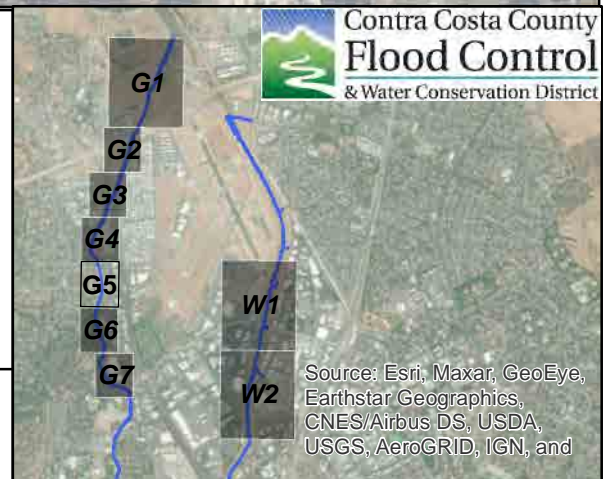 Contra Costa County
Flood Control
& Water Conservation District
G1
G2
G3
G4
G5
G6
G7
W1
W2
Source: Esri, Maxar, GeoEye,
Earthstar Geographics,
CNES/Airbus DS, USDA,
USGS, AeroGRID, IGN, and